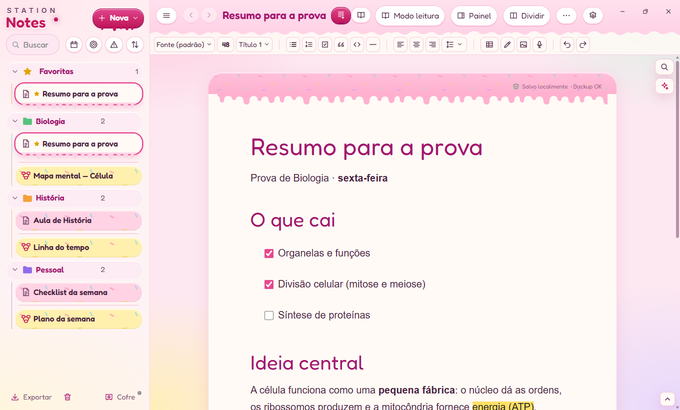 STATION
Notes
+ Nova
Resumo para a prova
Modo leitura
Painel
Dividir
Buscar
Fonte (padrão)
48
Título 1
Favoritas 1
Resumo para a prova
Biologia 2
Resumo para a prova
Mapa mental — Célula
História 2
Aula de História
Linha do tempo
Pessoal 2
Checklist da semana
Plano da semana
Exportar
Cofre
Salvo localmente · Backup OK
Resumo para a prova
Prova de Biologia · sexta-feira
O que cai
Organelas e funções
Divisão celular (mitose e meiose)
Síntese de proteínas
Ideia central
A célula funciona como uma pequena fábrica: o núcleo dá as ordens,
os ribossomos produzem e a mitocôndria fornece energia (ATP).